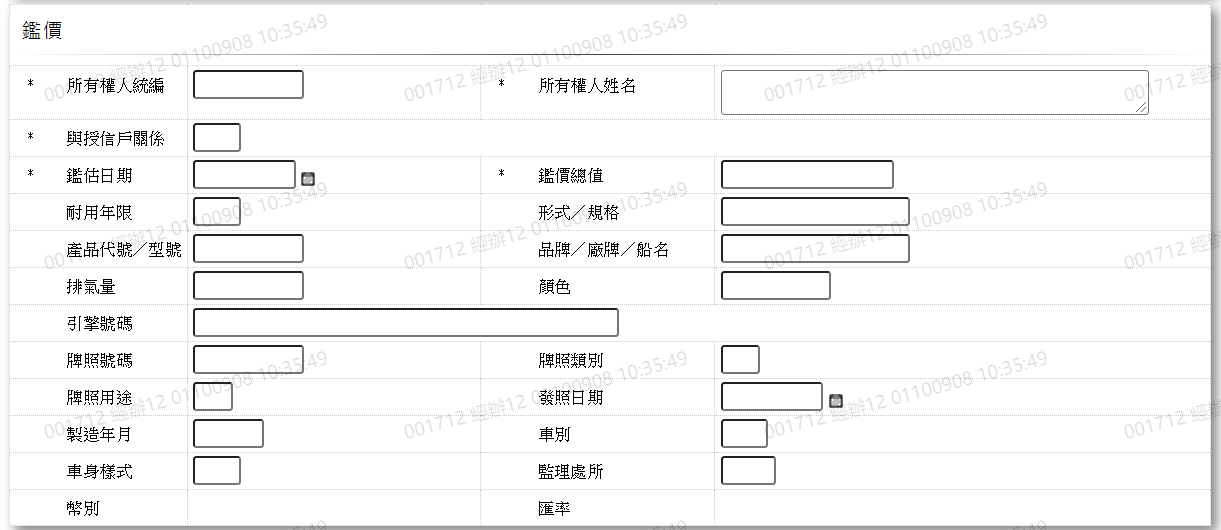 鑑價
* 所有權人統編 * 所有權人姓名
* 與授信戶關係
* 鑑估日期 * 鑑價總值
耐用年限 形式／規格
產品代號／型號 品牌／廠牌／船名
排氣量 顏色
引擎號碼
牌照號碼 牌照類別
牌照用途 發照日期
製造年月 車別
車身樣式 監理處所
幣別 匯率
001712 經辦12 01100908 10:35:49